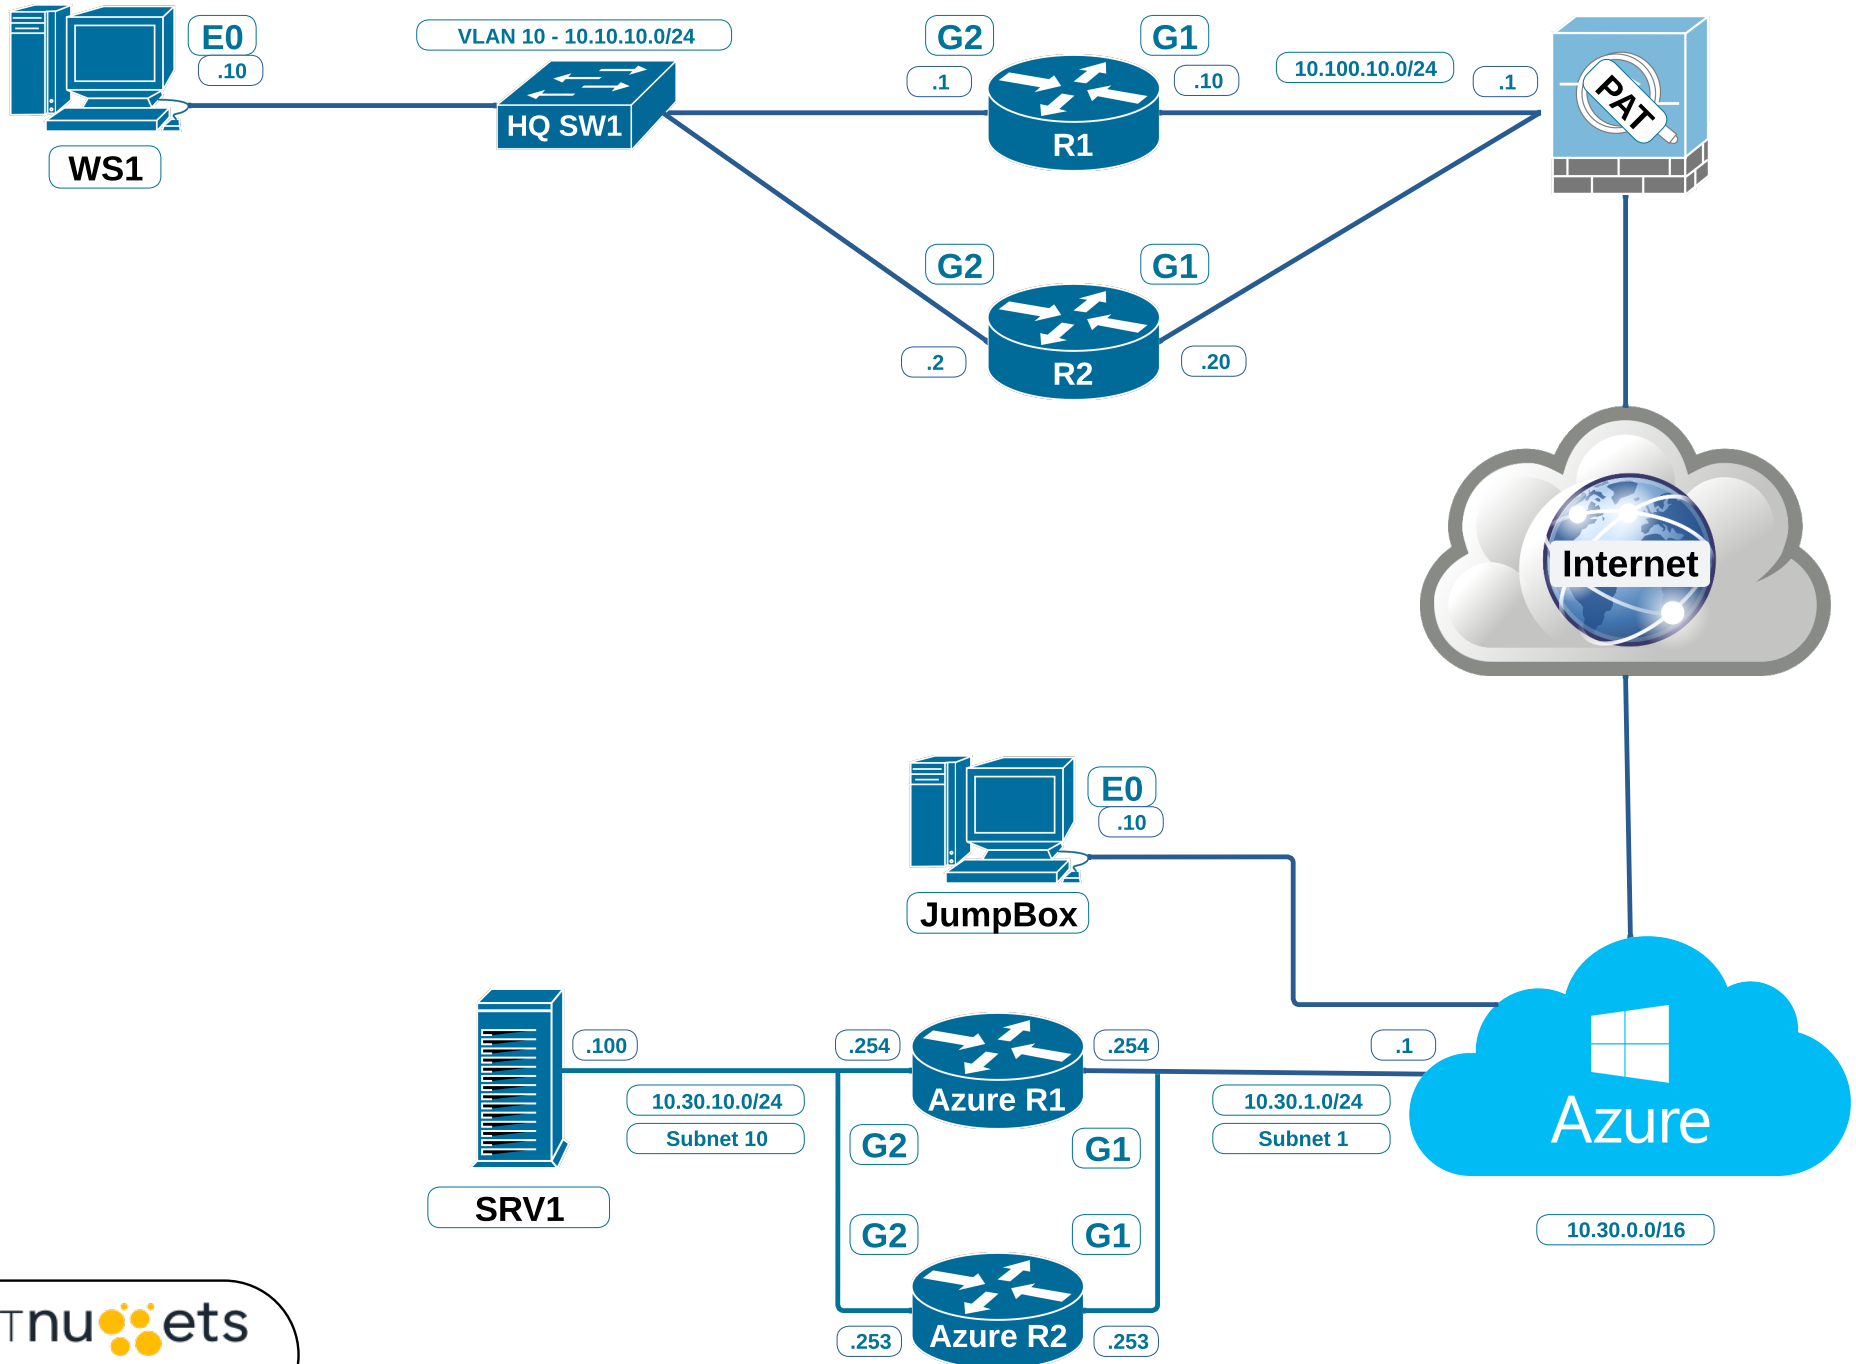 E0
.10
WS1
VLAN 10 - 10.10.10.0/24
HQ SW1
G2
G1
.1
.10
R1
10.100.10.0/24
.1
PAT
G2
G1
.2
.20
R2
Internet
E0
.10
JumpBox
.100
.254
.254
.1
10.30.10.0/24
Subnet 10
Azure R1
10.30.1.0/24
Subnet 1
Azure
G2
G1
SRV1
G2
G1
10.30.0.0/16
Azure R2
.253
.253
Tnuggets